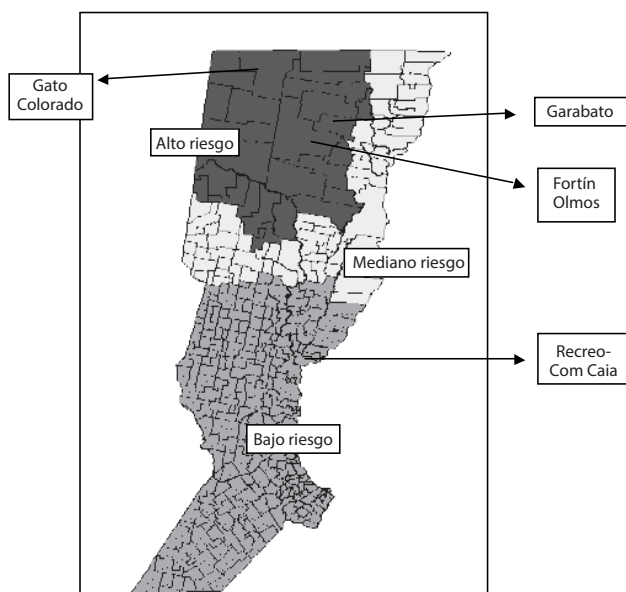 Gato
Colorado
Garabato
Alto riesgo
Fortín
Olmos
Mediano riesgo
Recreo-
Com Caia
Bajo riesgo